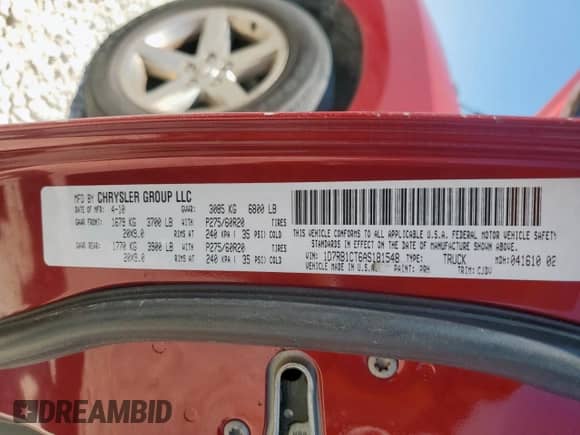 MFD BY CHRYSLER GROUP LLC
DATE OF MFR: 4-10 GVWR: 3085 KG 6800 LB
GAWR FRONT: 1679 KG 3700 LB WITH P275/60R20 TIRES
20X9.0 RIMS AT 240 KPA ( 35 PSI) COLD
GAWR REAR: 1770 KG 3900 LB WITH P275/60R20 TIRES
20X9.0 RIMS AT 240 KPA ( 35 PSI) COLD
THIS VEHICLE CONFORMS TO ALL APPLICABLE U.S.A. FEDERAL MOTOR VEHICLE SAFETY
STANDARDS IN EFFECT ON THE DATE OF MANUFACTURE SHOWN ABOVE.
VIN: 1D7RB1CT6AS181548 TYPE: TRUCK MDH: 041610 02
VEHICLE MADE IN U.S.A. PAINT: PRH TRIM: CJDV
DREAMBID